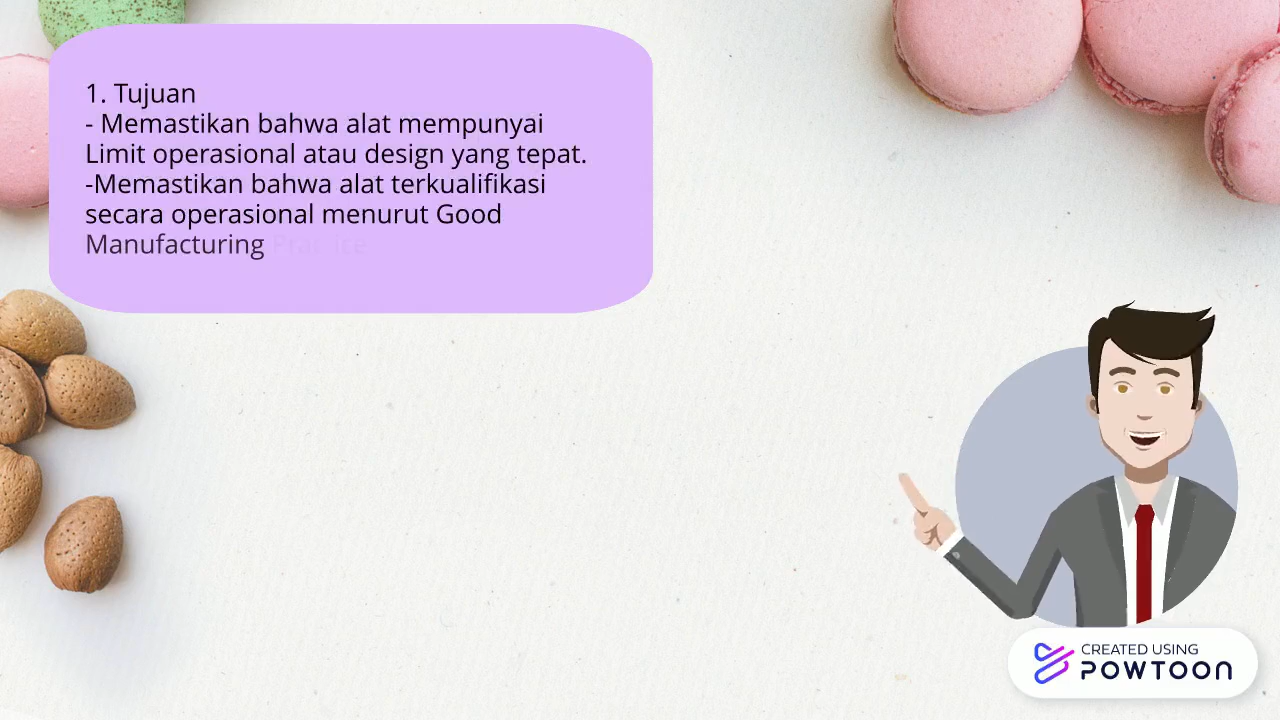 1. Tujuan
- Memastikan bahwa alat mempunyai
Limit operasional atau design yang tepat.
-Memastikan bahwa alat terkualifikasi
secara operasional menurut Good
Manufacturing
CREATED USING
POWTOON